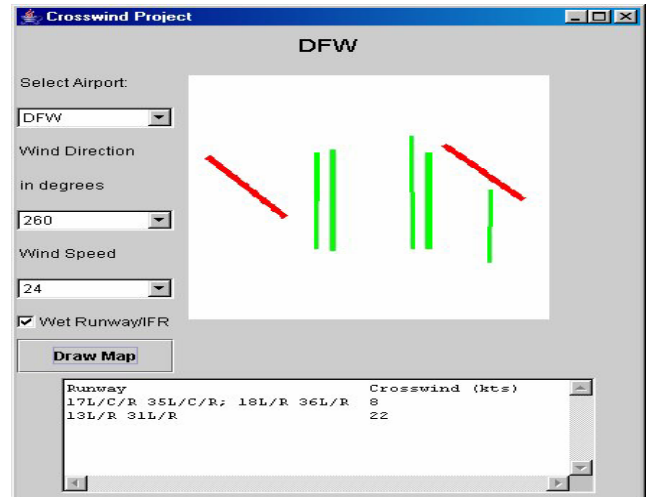 Crosswind Project
DFW
Select Airport:
DFW
Wind Direction
in degrees
260
Wind Speed
24
Wet Runway/IFR
Draw Map
Runway Crosswind (kts)
17L/C/R 35L/C/R; 18L/R 36L/R 8
13L/R 31L/R 22